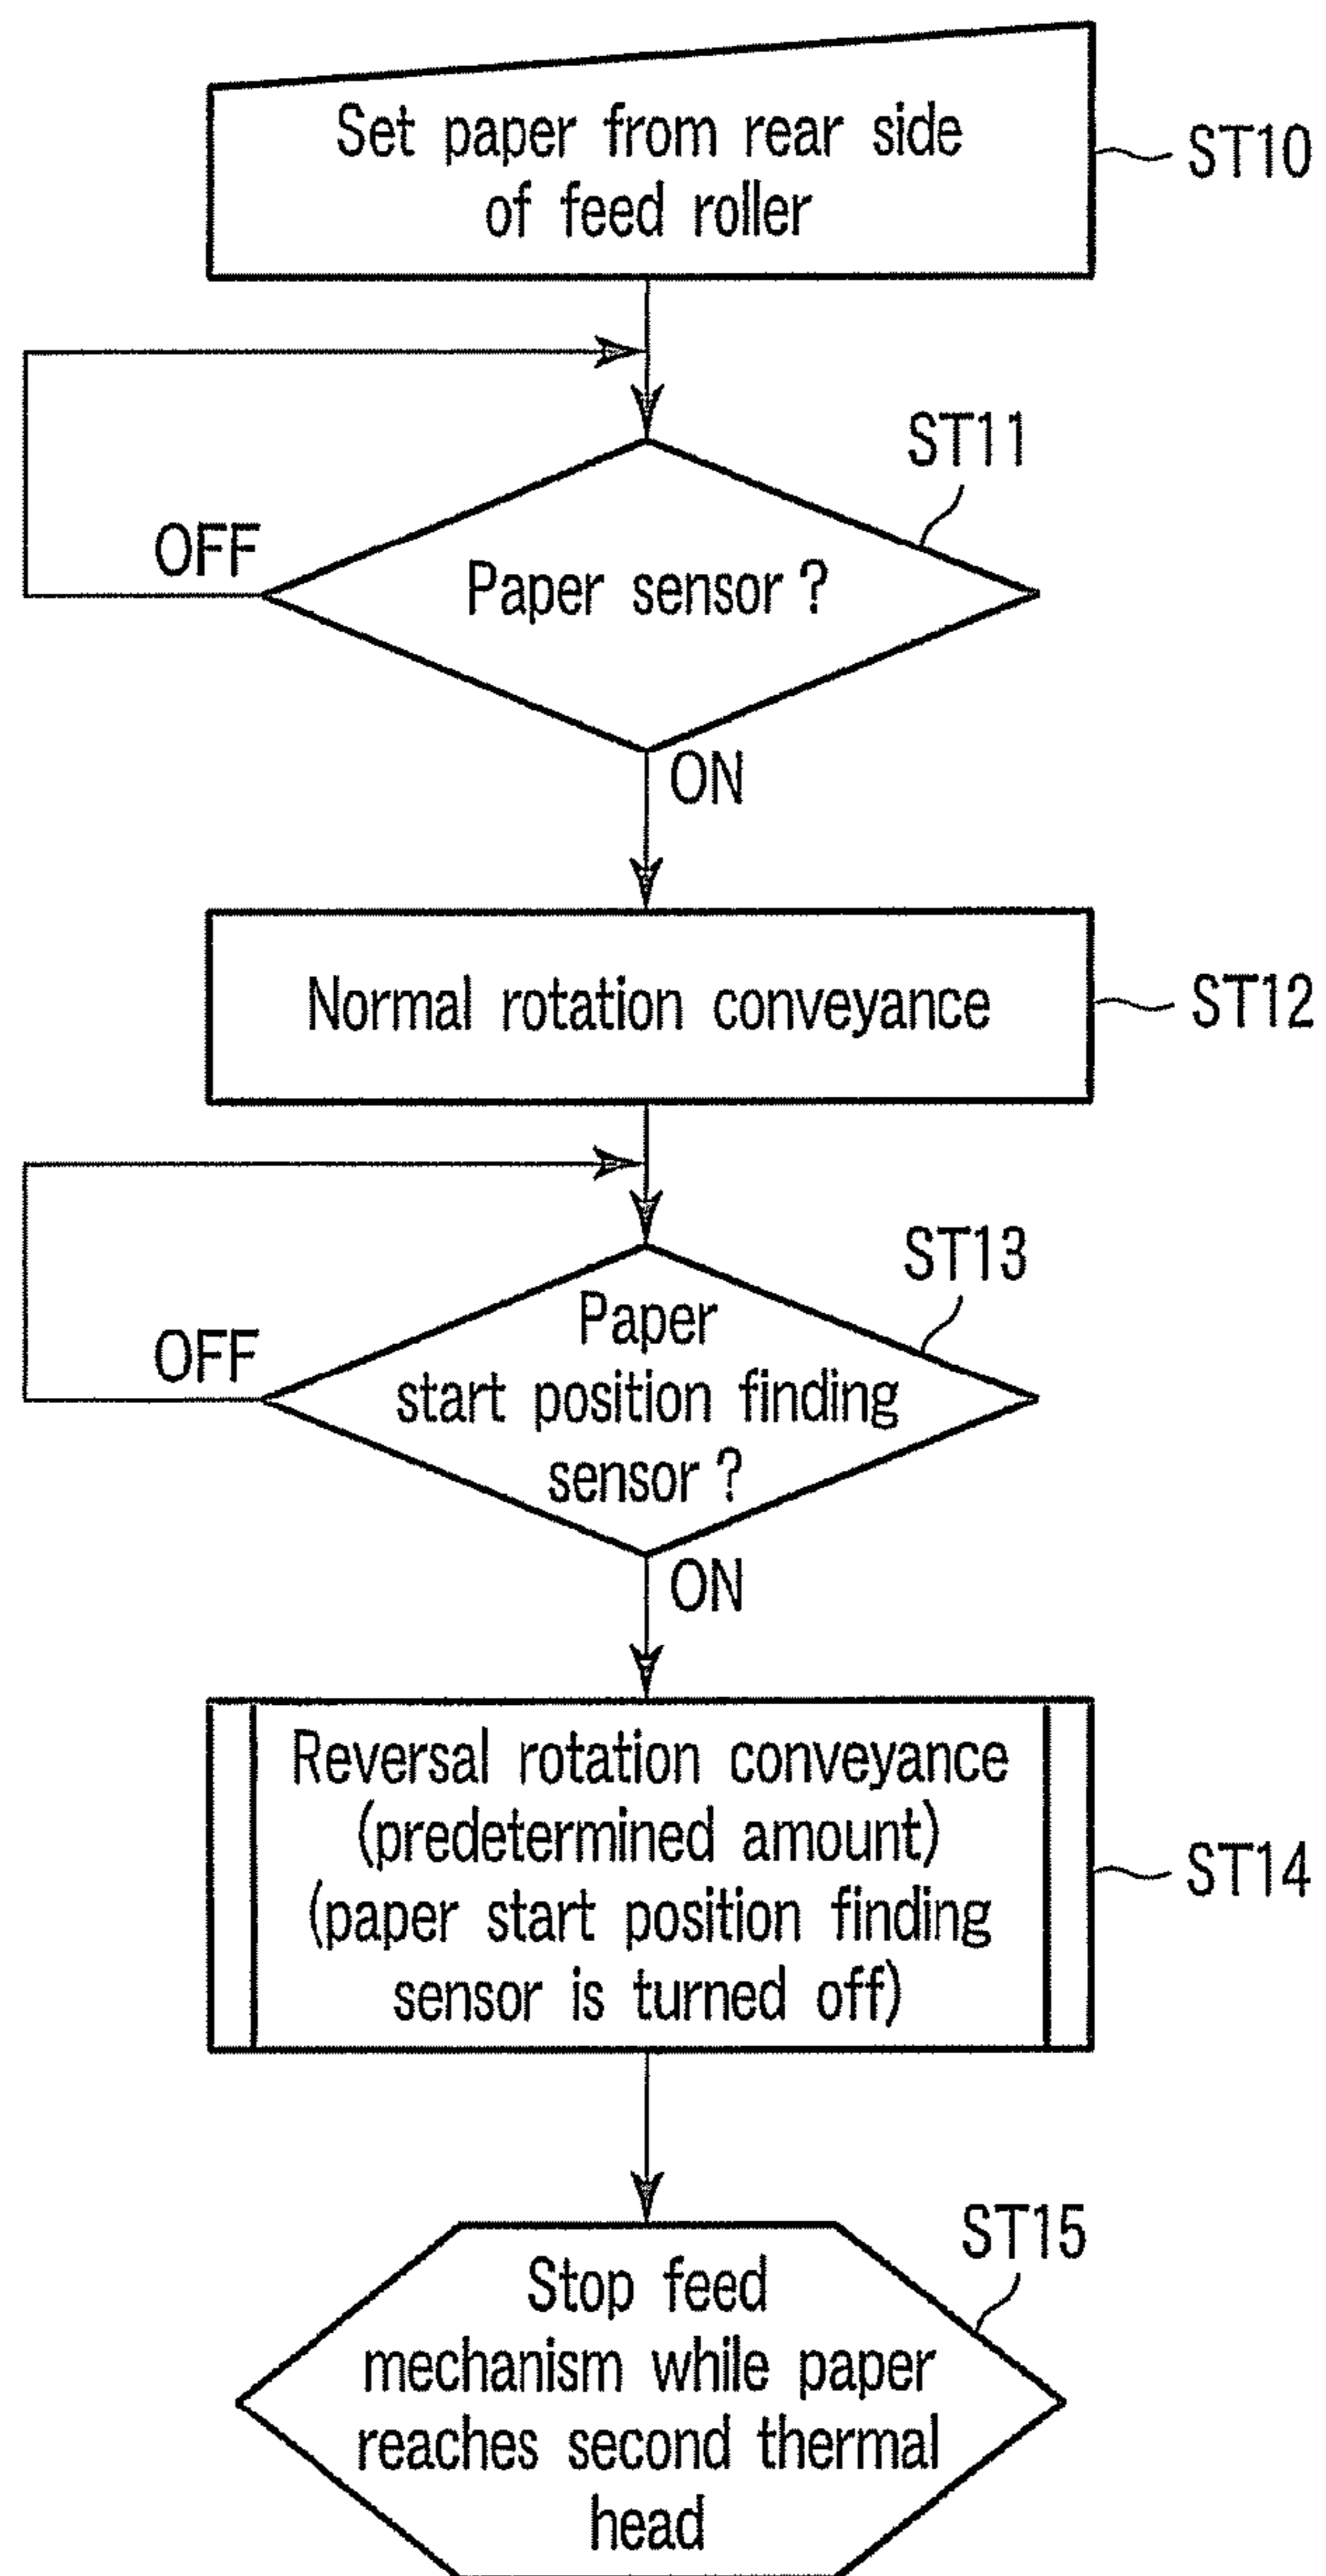 Set paper from rear side
of feed roller
ST10
ST11
OFF
Paper sensor?
ON
Normal rotation conveyance
ST12
ST13
OFF
Paper
start position finding
sensor?
ON
Reversal rotation conveyance
(predetermined amount)
(paper start position finding
sensor is turned off)
ST14
ST15
Stop feed
mechanism while paper
reaches second thermal
head